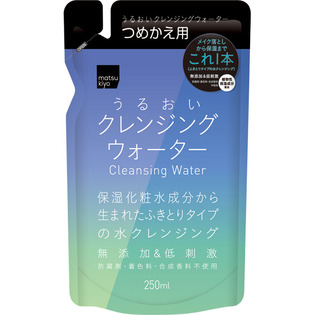 うるおいクレンジングウォーター
つめかえ用
メイク落とし
から保湿まで
これ1本
無添加&低刺激
matsu
kiyo
うるおい
クレンジング
ウォーター
Cleansing Water
保湿化粧水成分から
生まれたふきとりタイプ
の水クレンジング
無添加&低刺激
防腐剤・着色料・合成香料不使用
250ml